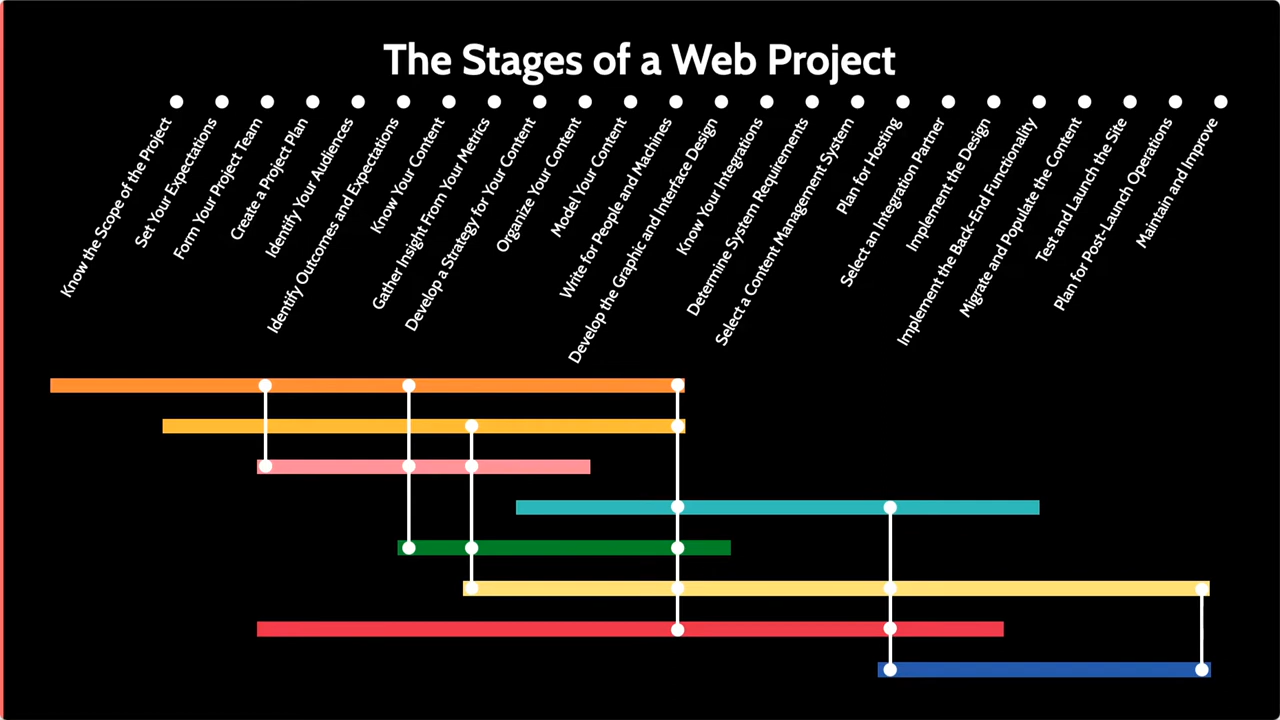 The Stages of a Web Project
Know the Scope of the Project
Set Your Expectations
Form Your Project Team
Create a Project Plan
Identify Your Audiences
Identify Outcomes and Expectations
Know Your Content
Gather Insight From Your Metrics
Develop a Strategy for Your Content
Organize Your Content
Model Your Content
Write for People and Machines
Develop the Graphic and Interface Design
Know Your Integrations
Determine System Requirements
Select a Content Management System
Plan for Hosting
Select an Integration Partner
Implement the Design
Implement the Back-End Functionality
Migrate and Populate the Content
Test and Launch the Site
Plan for Post-Launch Operations
Maintain and Improve